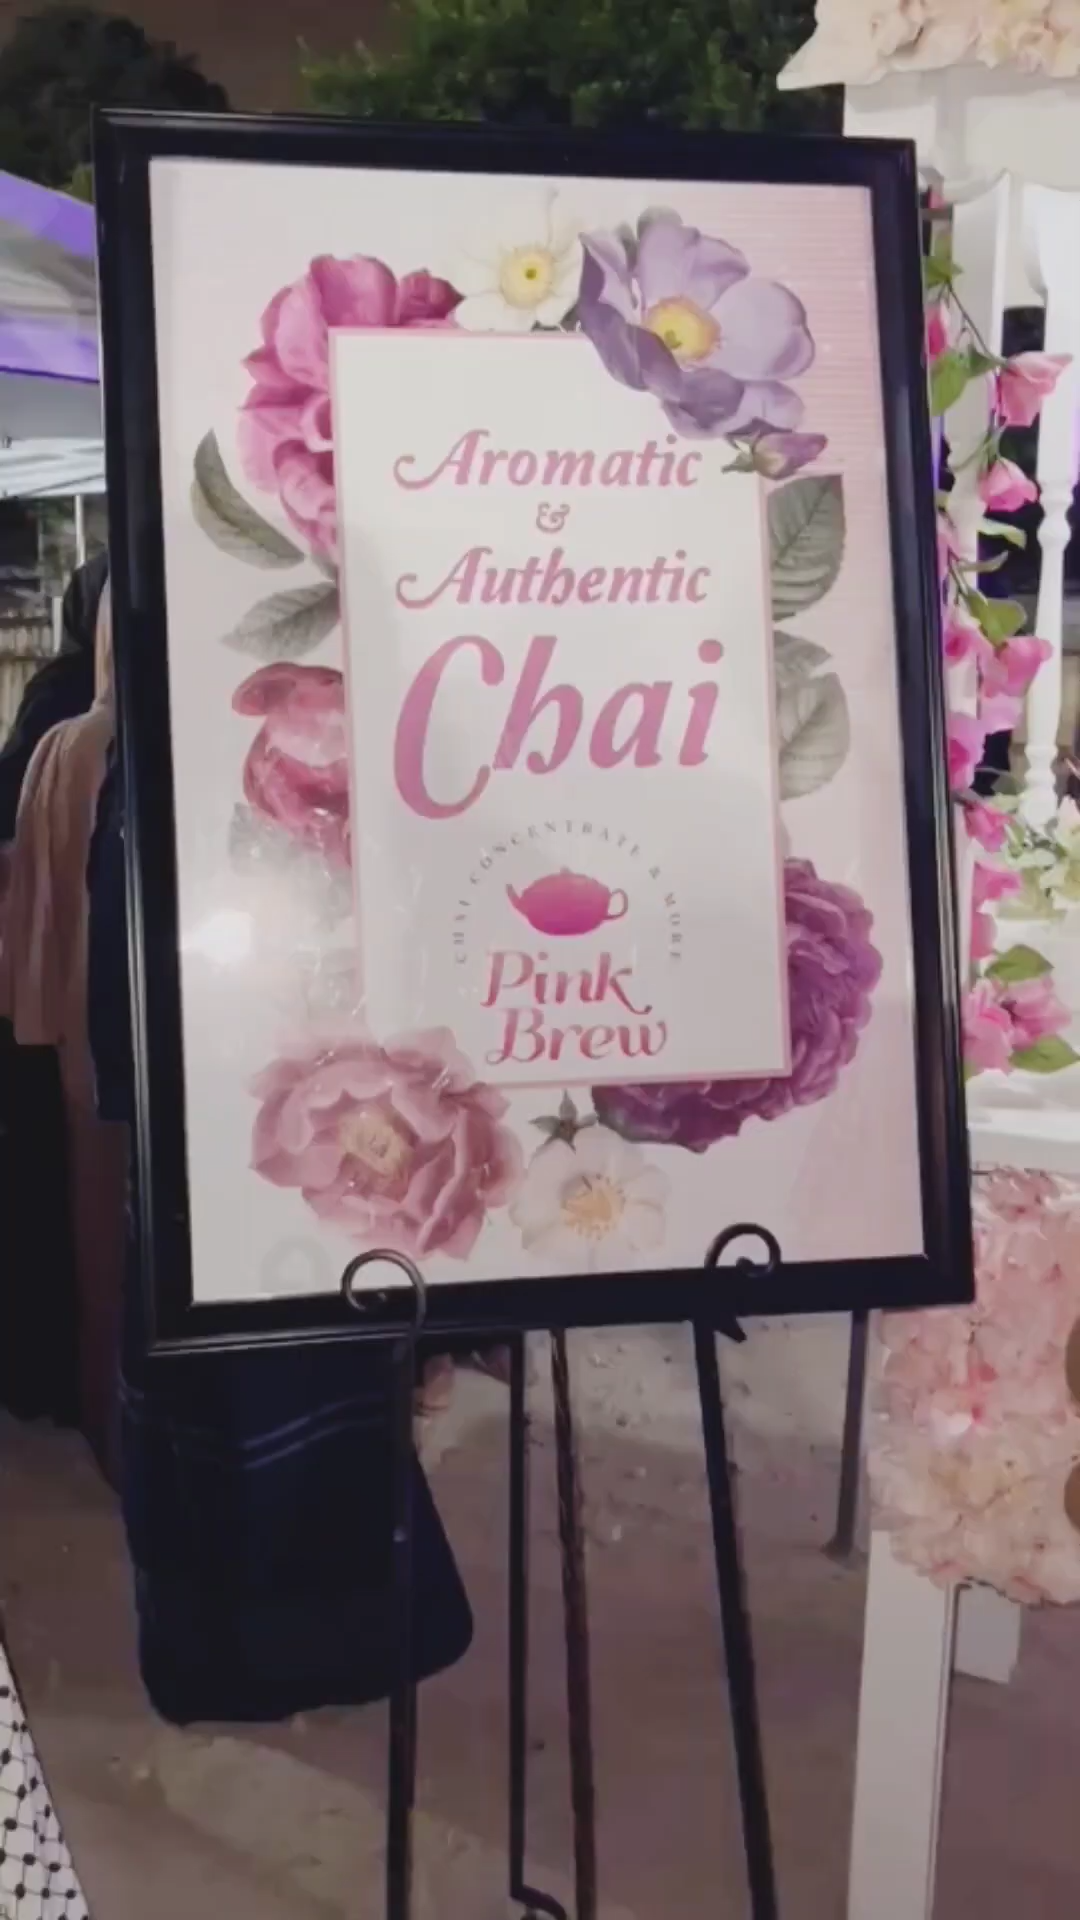 Aromatic
&
Authentic
Chai
CHAI CONCENTRATE & MORE
Pink
Brew